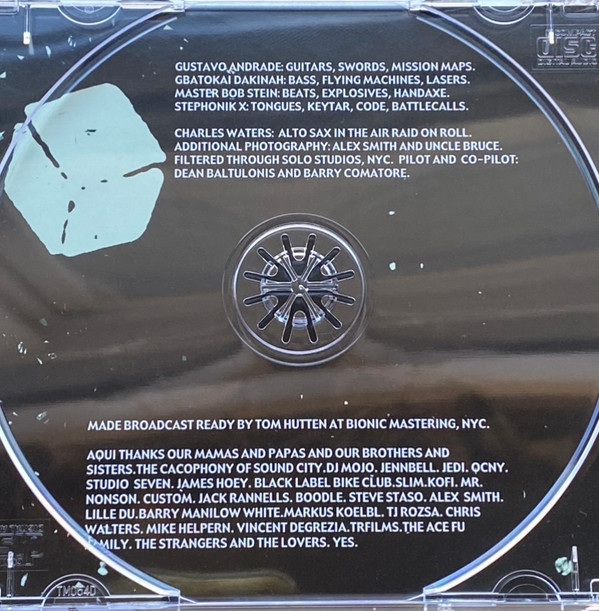 COMPACT
DISC
DIGITAL AUDIO
GUSTAVO ANDRADE: GUITARS, SWORDS, MISSION MAPS.
GBATOKAI DAKINAH: BASS, FLYING MACHINES, LASERS.
MASTER BOB STEIN: BEATS, EXPLOSIVES, HANDAXE.
STEPHONIK X: TONGUES, KEYTAR, CODE, BATTLECALLS.
CHARLES WATERS: ALTO SAX IN THE AIR RAID ON ROLL.
ADDITIONAL PHOTOGRAPHY: ALEX SMITH AND UNCLE BRUCE.
FILTERED THROUGH SOLO STUDIOS, NYC. PILOT AND CO-PILOT:
DEAN BALTULONIS AND BARRY COMATORE.
MADE BROADCAST READY BY TOM HUTTEN AT BIONIC MASTERING, NYC.
AQUI THANKS OUR MAMAS AND PAPAS AND OUR BROTHERS AND
SISTERS.THE CACOPHONY OF SOUND CITY.DJ MOJO. JENNBELL. JEDI. QCNY.
STUDIO SEVEN. JAMES HOEY. BLACK LABEL BIKE CLUB.SLIM.KOFI. MR.
NONSON. CUSTOM. JACK RANNELLS. BOODLE. STEVE STASO. ALEX SMITH.
LILLE DU.BARRY MANILOW WHITE.MARKUS KOELBL. TJ ROZSA. CHRIS
WALTERS. MIKE HELPERN. VINCENT DEGREZIA.TRFILMS.THE ACE FU
FAMILY. THE STRANGERS AND THE LOVERS. YES.